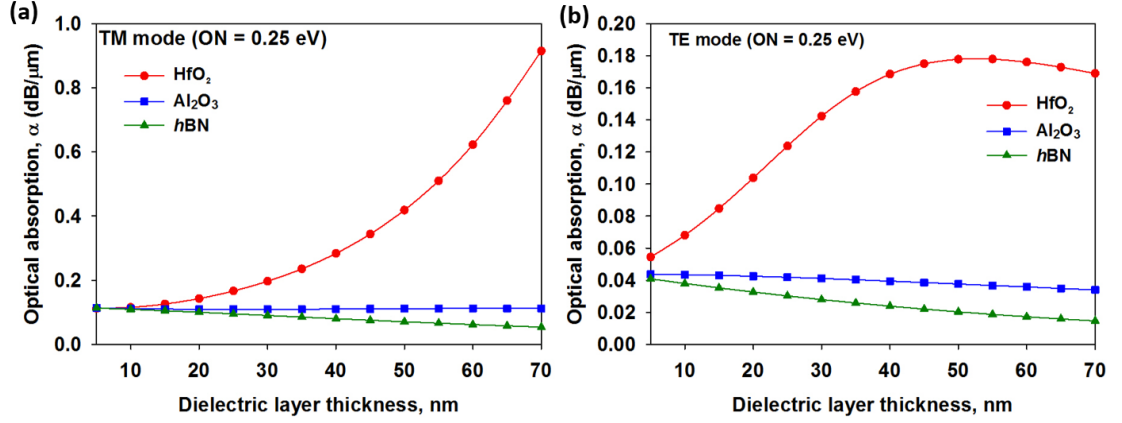 (a)
TM mode (ON = 0.25 eV)
HfO₂
Al₂O₃
hBN
Optical absorption, α (dB/μm)
1.0
0.8
0.6
0.4
0.2
0.0
10 20 30 40 50 60 70
Dielectric layer thickness, nm
(b)
TE mode (ON = 0.25 eV)
HfO₂
Al₂O₃
hBN
Optical absorption, α (dB/μm)
0.20
0.18
0.16
0.14
0.12
0.10
0.08
0.06
0.04
0.02
0.00
10 20 30 40 50 60 70
Dielectric layer thickness, nm